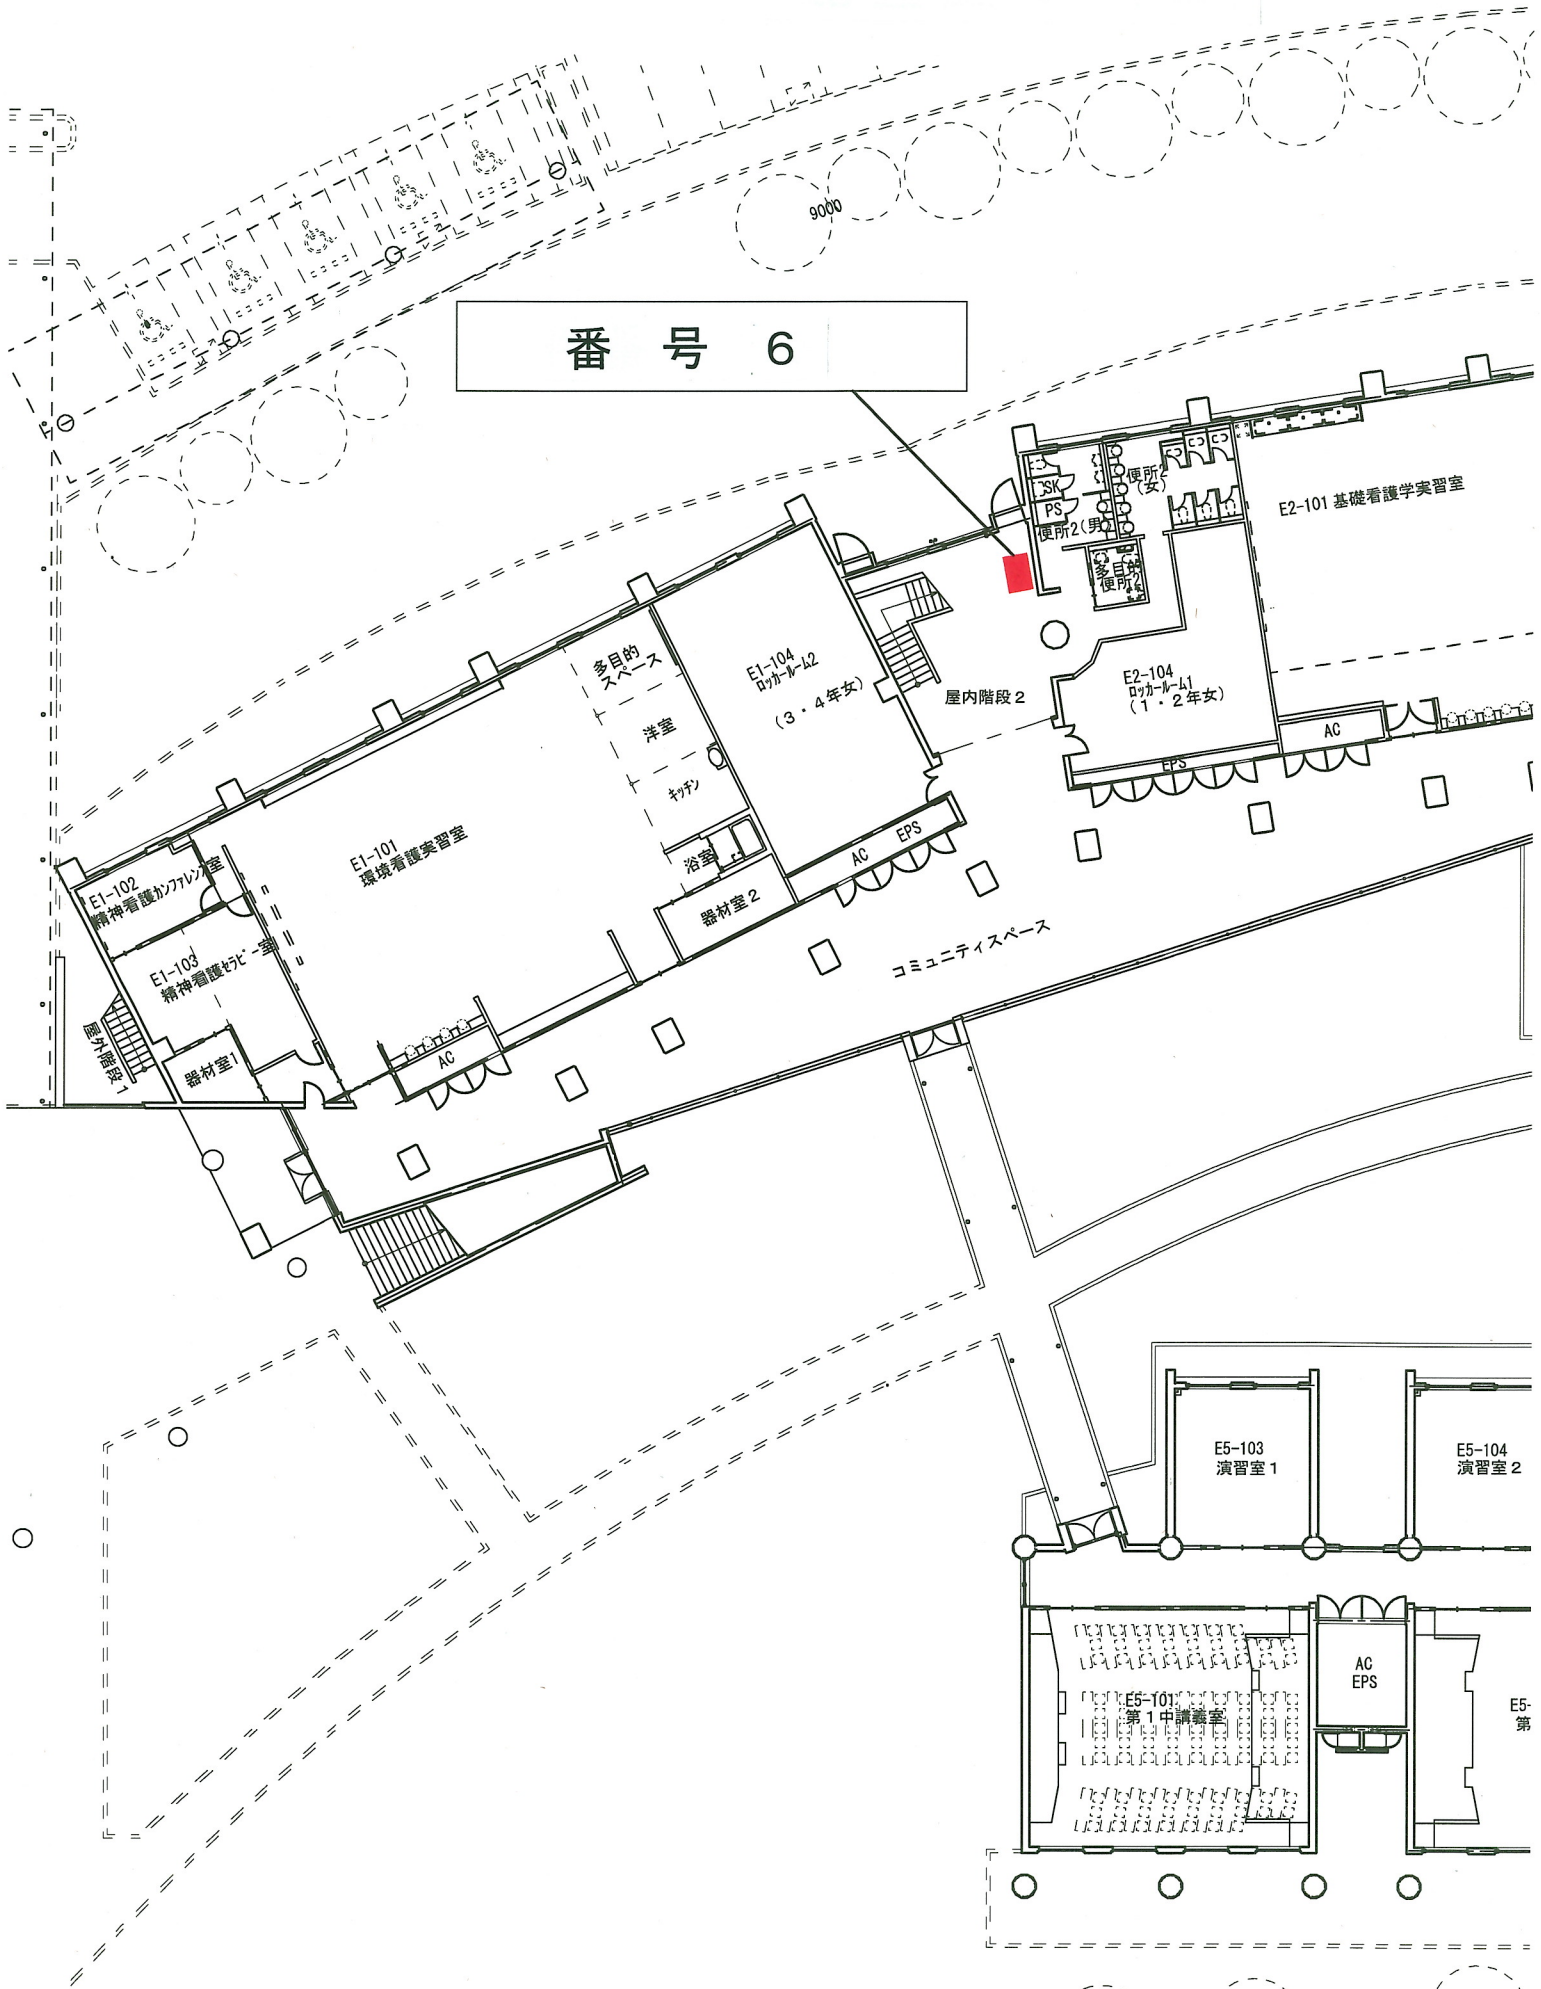 9000
番 号 6
SK
PS
便所2(男)
便所2
(女)
多目的
便所2
E2-101 基礎看護学実習室
E1-104
ロッカールーム2
(3・4年女)
多目的
スペース
洋室
キッチン
浴室
器材室2
屋内階段2
E2-104
ロッカールーム1
(1・2年女)
EPS
AC
AC
EPS
E1-101
環境看護実習室
E1-102
精神看護カンファレンス室
E1-103
精神看護セラピー室
器材室1
屋外階段1
AC
コミュニティスペース
E5-103
演習室1
E5-104
演習室2
E5-101
第1中講義室
AC
EPS
E5-
第